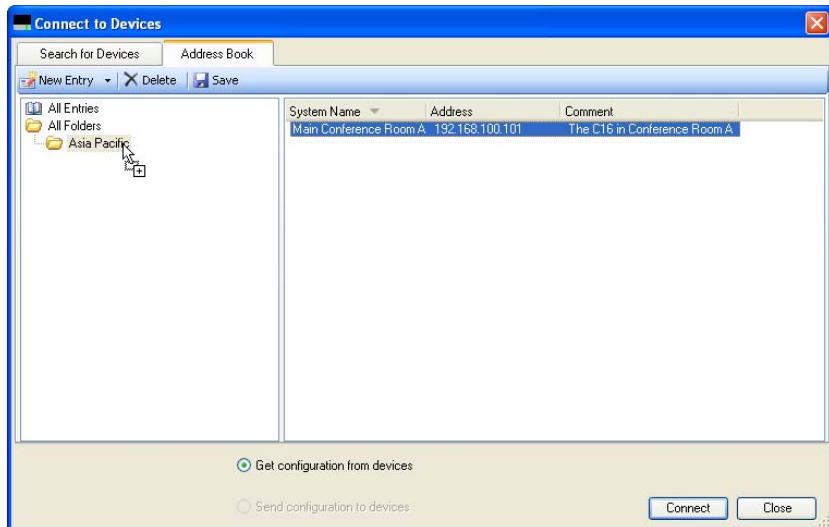 Connect to Devices
Search for Devices Address Book
New Entry Delete Save
All Entries
All Folders
Asia Pacific
System Name Address Comment
Main Conference Room A 192.168.100.101 The C16 in Conference Room A
Get configuration from devices
Send configuration to devices
Connect Close